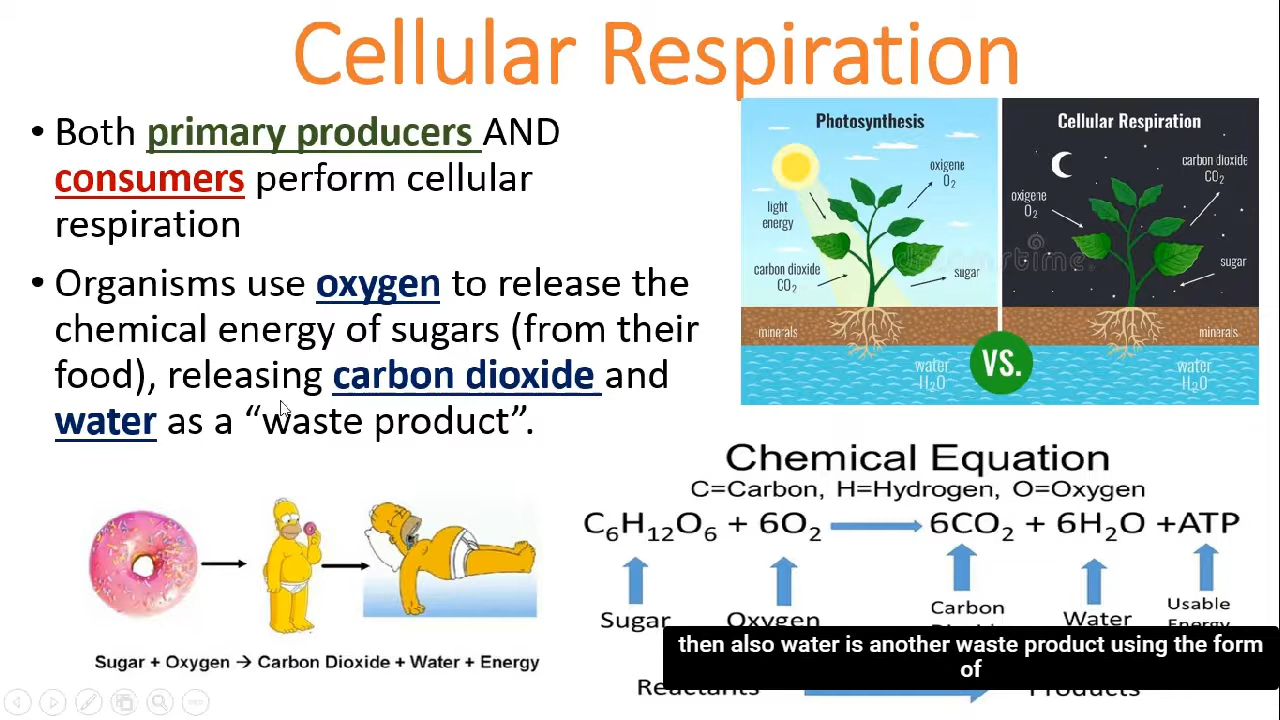 Cellular Respiration
• Both primary producers AND
consumers perform cellular
respiration
• Organisms use oxygen to release the
chemical energy of sugars (from their
food), releasing carbon dioxide and
water as a “waste product”.
Photosynthesis
oxigene
O₂
light
energy
carbon dioxide
CO₂
sugar
minerals
water
H₂O
VS.
Cellular Respiration
carbon dioxide
CO₂
oxigene
O₂
sugar
minerals
water
H₂O
Chemical Equation
C=Carbon, H=Hydrogen, O=Oxygen
C₆H₁₂O₆ + 6O₂ → 6CO₂ + 6H₂O +ATP
Sugar Oxygen Carbon Water Usable
Energy
Reactants Products
Sugar + Oxygen → Carbon Dioxide + Water + Energy
then also water is another waste product using the form
of